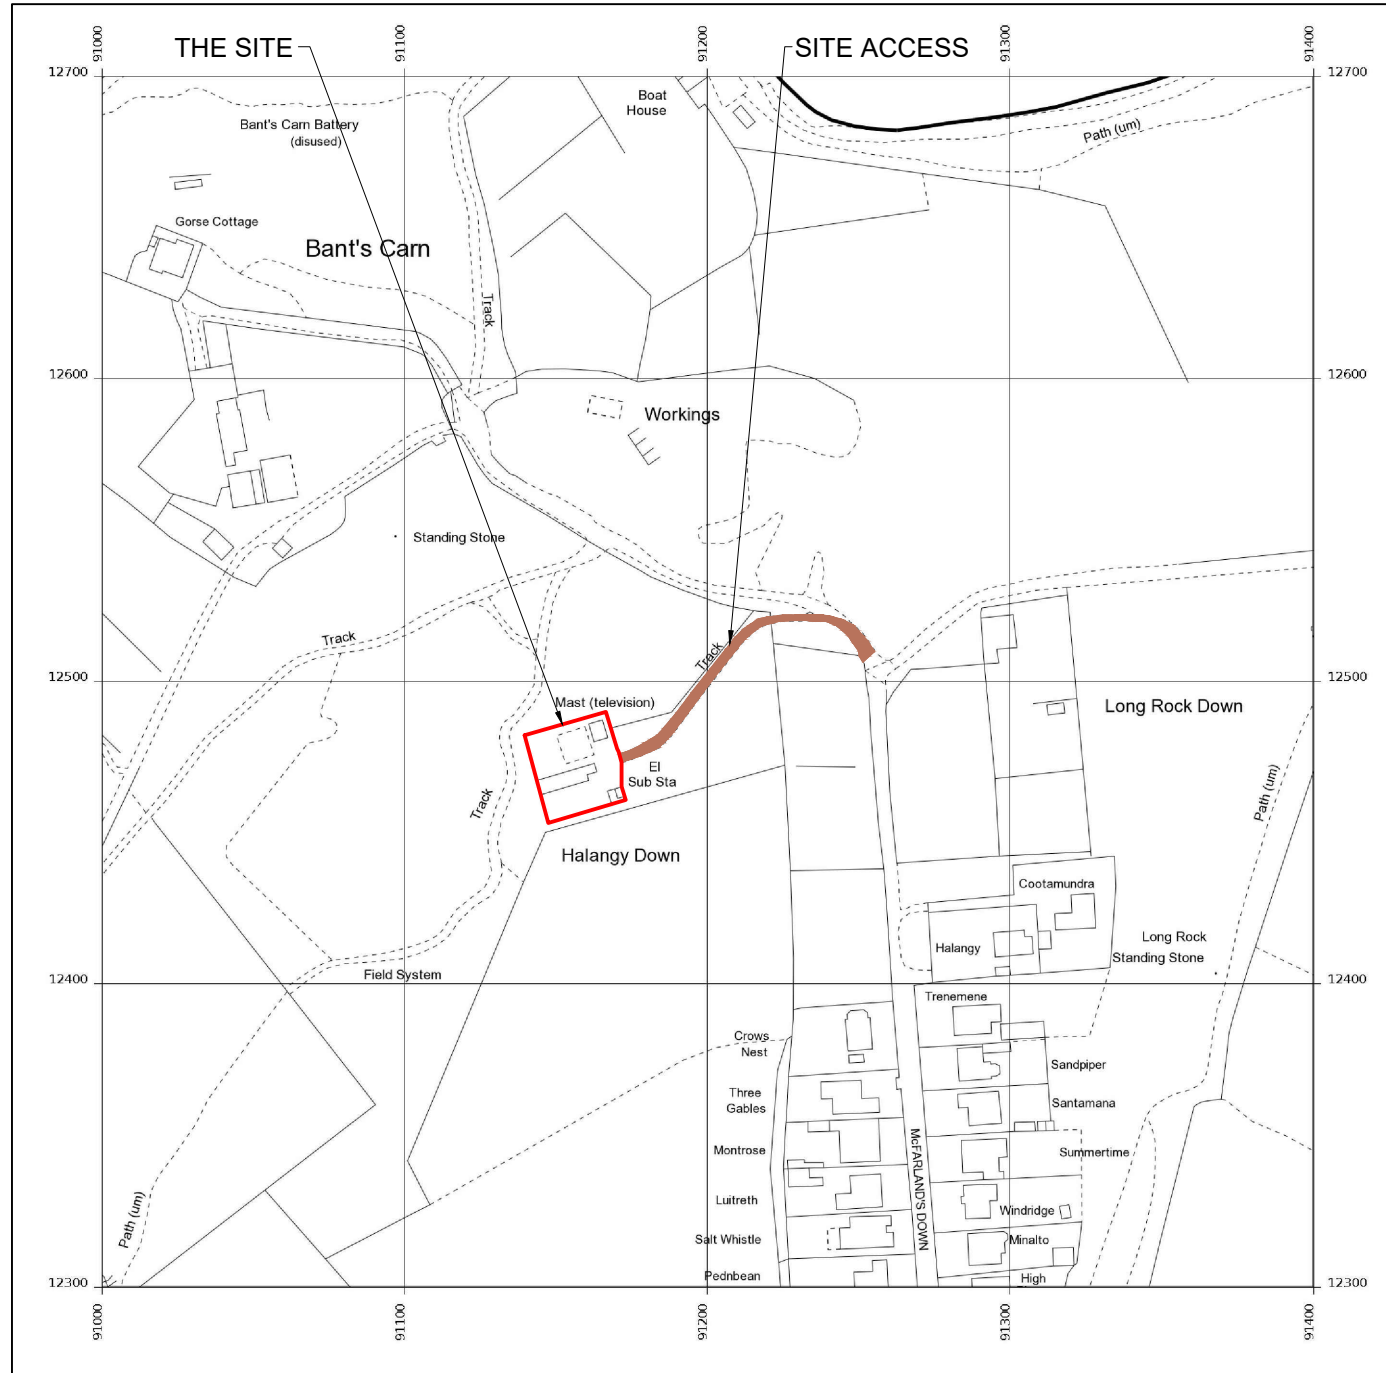 91000
91100
91200
91300
91400
THE SITE
SITE ACCESS
12700
12700
Boat
House
Bant's Carn Battery
(disused)
Path (um)
Gorse Cottage
Bant's Carn
Track
12600
12600
Workings
Standing Stone
Track
Track
12500
12500
Mast (television)
Long Rock Down
El
Sub Sta
Track
Path (um)
Halangy Down
Cootamundra
Halangy
Long Rock
Standing Stone
Field System
12400
12400
Trenemene
Crows
Nest
Sandpiper
Three
Gables
Santamana
McFARLAND'S DOWN
Montrose
Summertime
Luitreth
Windridge
Path (um)
Salt Whistle
Minalto
Pednbean
High
12300
12300
91000
91100
91200
91300
91400